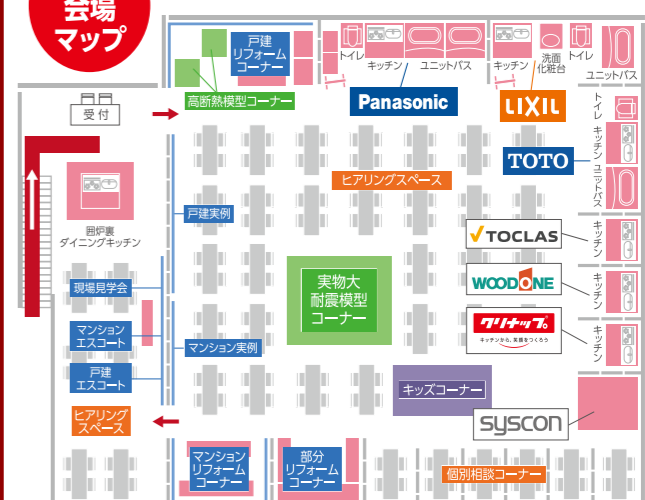 会場
マップ
戸建
リフォーム
コーナー
トイレ
キッチン
ユニットバス
キッチン
洗面
化粧台
トイレ
ユニットバス
高断熱模型コーナー
Panasonic
LIXIL
受付
トイレ
キッチン
ユニットバス
TOTO
ヒアリングスペース
囲炉裏
ダイニングキッチン
戸建実例
TOCLAS
キッチン
現場見学会
実物大
耐震模型
コーナー
WOODONE
キッチン
マンション
エスコート
マンション実例
クリナップ
キッチンから、笑顔をつくろう
キッチン
戸建
エスコート
キッズコーナー
ヒアリング
スペース
syscon
マンション
リフォーム
コーナー
部分
リフォーム
コーナー
個別相談コーナー